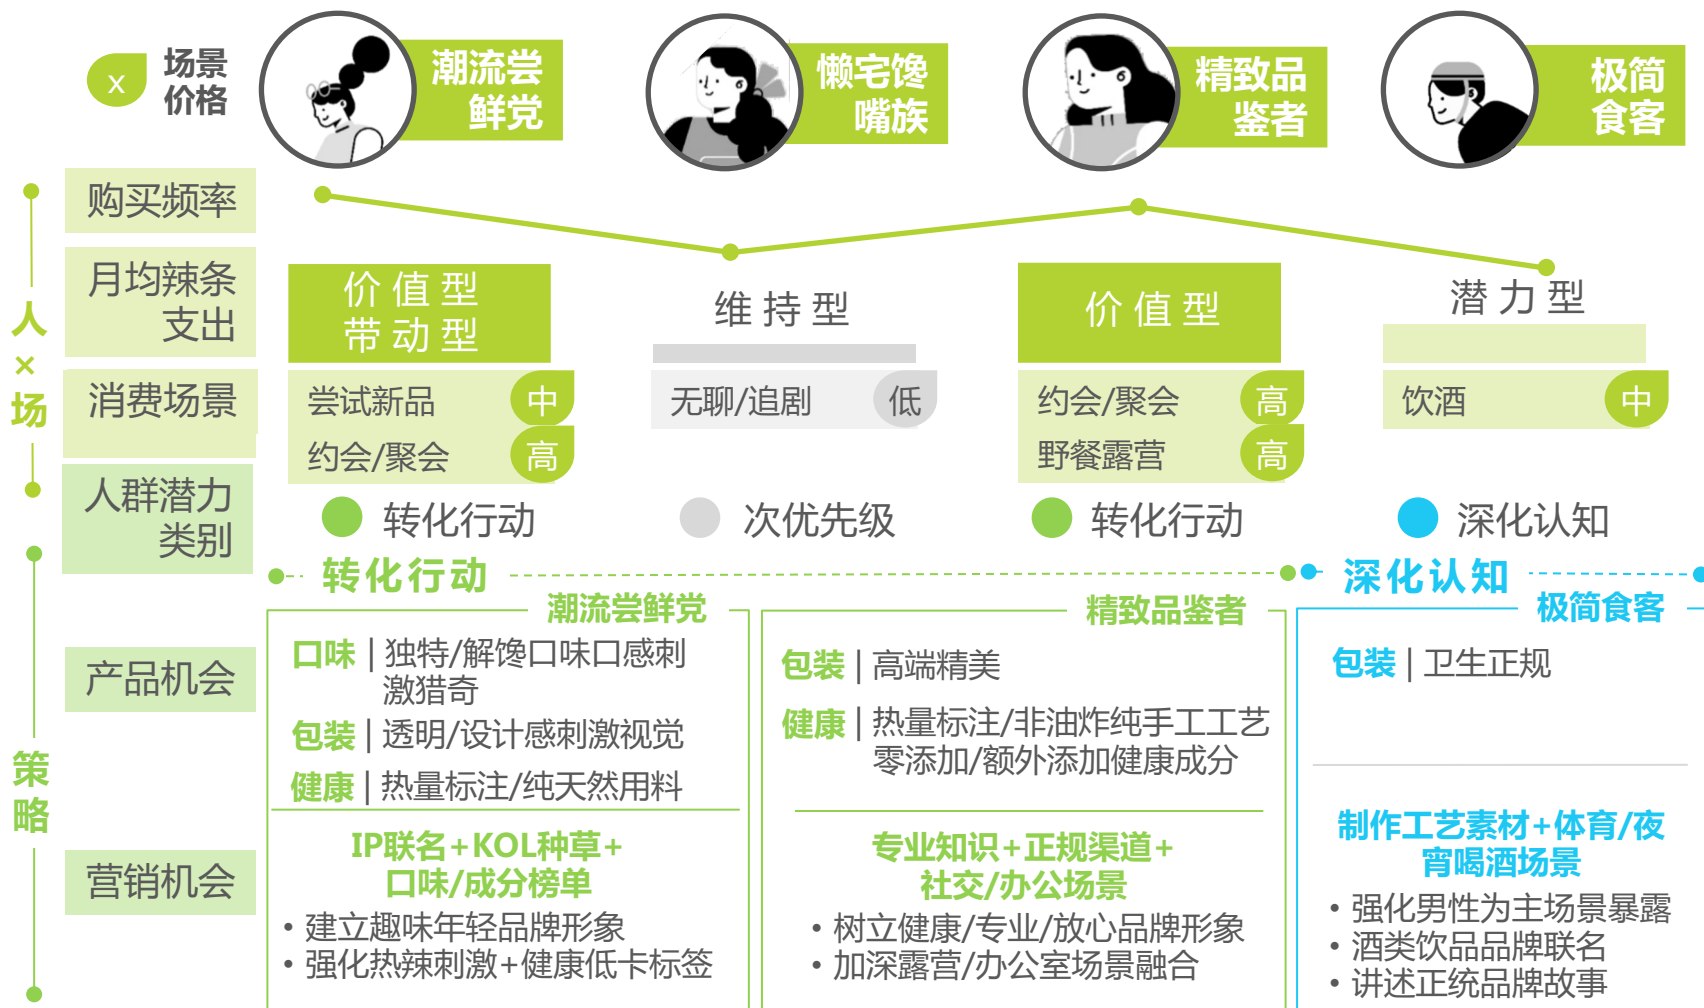 x
场景
价格
潮流尝
鲜党
懒宅馋
嘴族
精致品
鉴者
极简
食客
人
×
场
购买频率
月均辣条
支出
价值型
带动型
维持型
价值型
潜力型
消费场景
尝试新品 中
约会/聚会 高
无聊/追剧 低
约会/聚会 高
野餐露营 高
饮酒 中
人群潜力
类别
转化行动
次优先级
转化行动
深化认知
转化行动
深化认知
策
略
产品机会
营销机会
潮流尝鲜党
口味 | 独特/解馋口味口感刺
激猎奇
包装 | 透明/设计感刺激视觉
健康 | 热量标注/纯天然用料
IP联名+KOL种草+
口味/成分榜单
• 建立趣味年轻品牌形象
• 强化热辣刺激+健康低卡标签
精致品鉴者
包装 | 高端精美
健康 | 热量标注/非油炸纯手工工艺
零添加/额外添加健康成分
专业知识+正规渠道+
社交/办公场景
• 树立健康/专业/放心品牌形象
• 加深露营/办公室场景融合
极简食客
包装 | 卫生正规
制作工艺素材+体育/夜
宵喝酒场景
• 强化男性为主场景暴露
• 酒类饮品品牌联名
• 讲述正统品牌故事